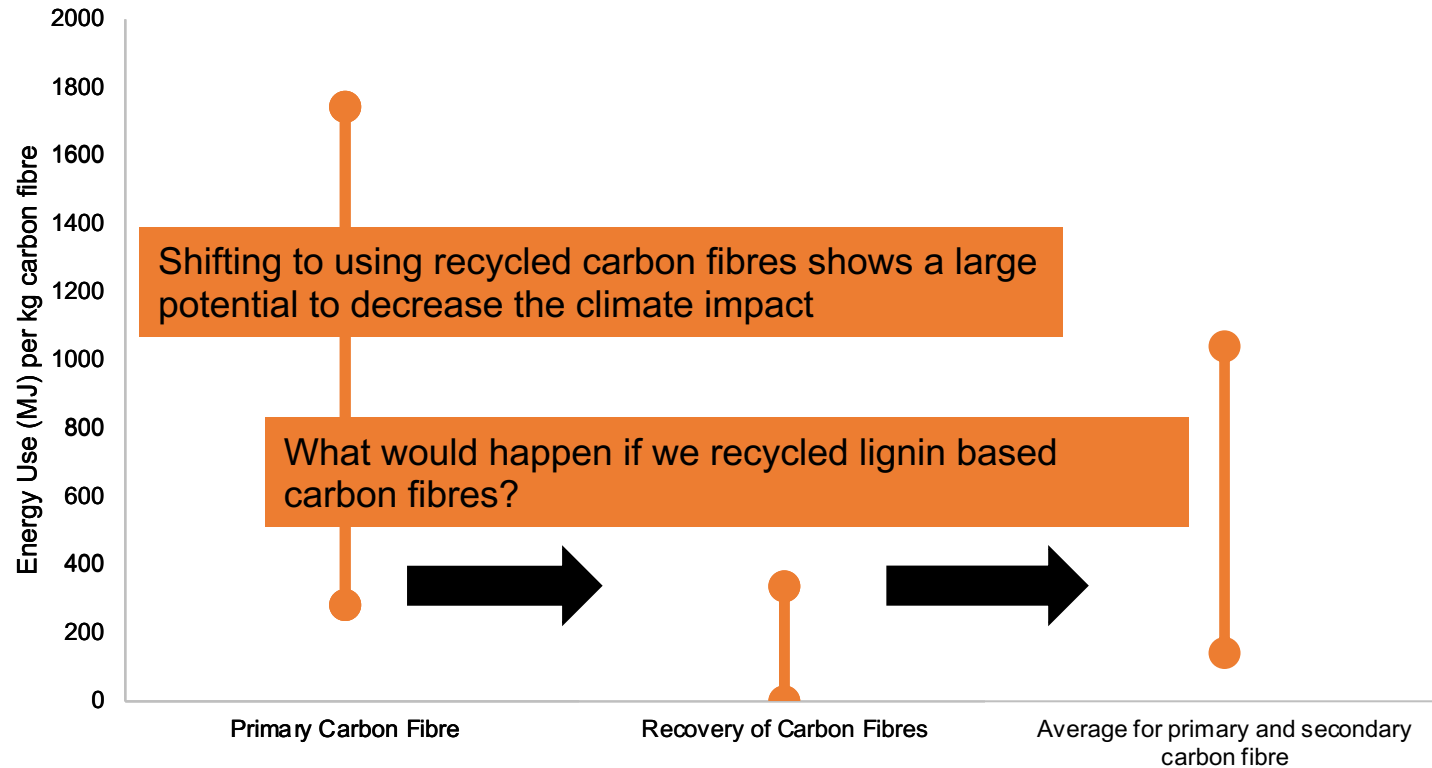 2000
1800
1600
1400
1200
1000
800
600
400
200
0
Energy Use (MJ) per kg carbon fibre
Shifting to using recycled carbon fibres shows a large
potential to decrease the climate impact
What would happen if we recycled lignin based
carbon fibres?
Primary Carbon Fibre
Recovery of Carbon Fibres
Average for primary and secondary
carbon fibre